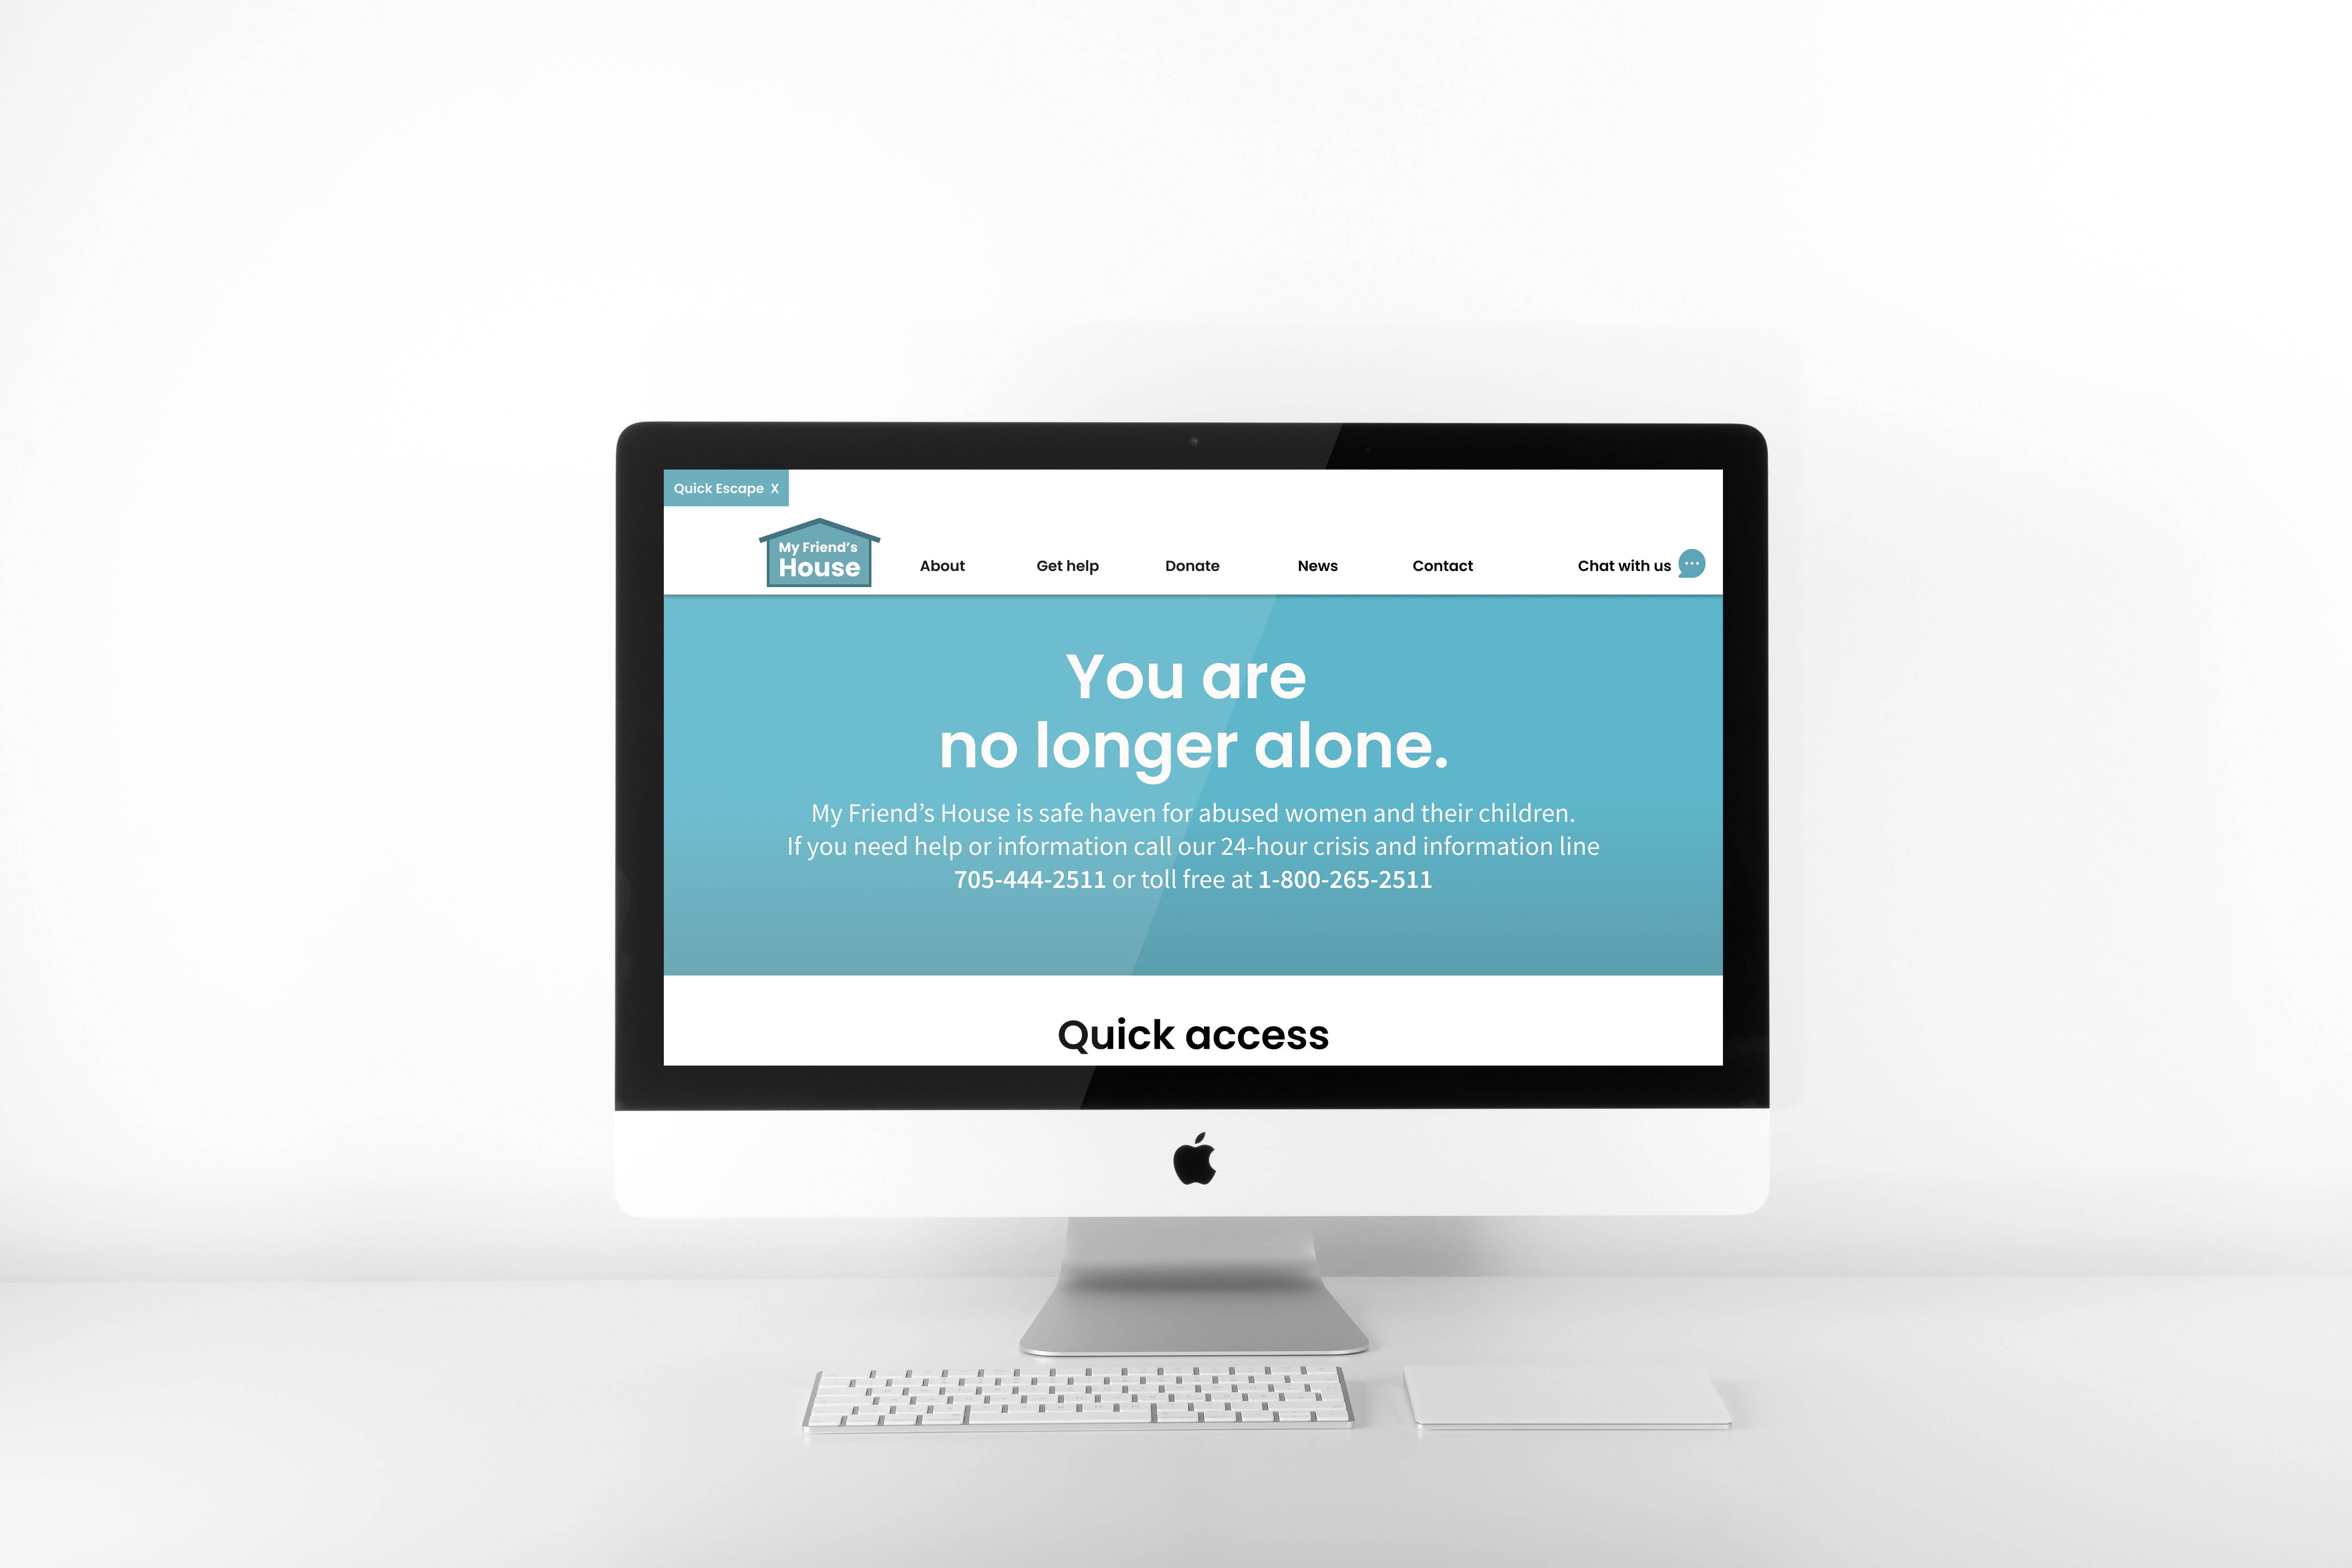 Quick Escape X
My Friend's
House
About
Get help
Donate
News
Contact
Chat with us
You are
no longer alone.
My Friend’s House is safe haven for abused women and their children.
If you need help or information call our 24-hour crisis and information line
705-444-2511 or toll free at 1-800-265-2511
Quick access